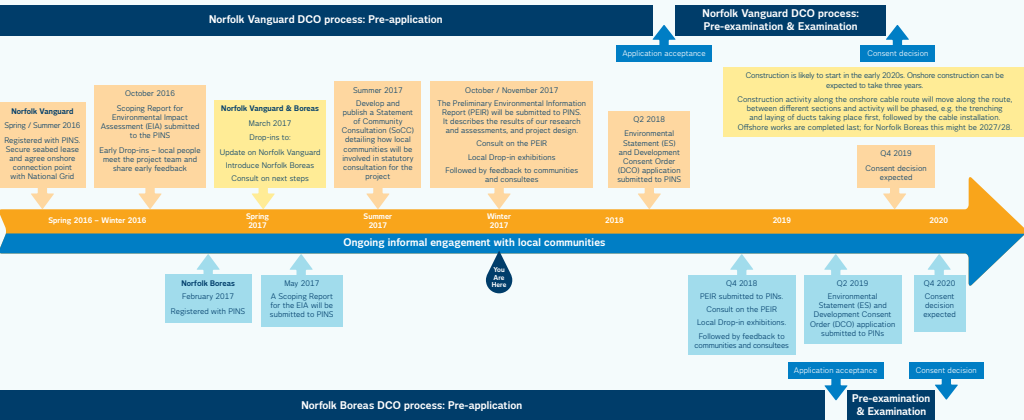 Norfolk Vanguard DCO process: Pre-application
Norfolk Vanguard DCO process:
Pre-examination & Examination
Application acceptance
Consent decision
Construction is likely to start in the early 2020s. Onshore construction can be
expected to take three years.
Construction activity along the onshore cable route will move along the route,
between different sections and activity will be phased, e.g. the trenching
and laying of ducts taking place first, followed by the cable installation.
Offshore works are completed last; for Norfolk Boreas this might be 2027/28.
Norfolk Vanguard
Spring / Summer 2016
Registered with PINS.
Secure seabed lease
and agree onshore
connection point
with National Grid
October 2016
Scoping Report for
Environmental Impact
Assessment (EIA) submitted
to the PINS
Early Drop-ins – local people
meet the project team and
share early feedback
Norfolk Vanguard & Boreas
March 2017
Drop-ins to:
Update on Norfolk Vanguard
Introduce Norfolk Boreas
Consult on next steps
Summer 2017
Develop and
publish a Statement
of Community
Consultation (SoCC)
detailing how local
communities will be
involved in statutory
consultation for the
project
October / November 2017
The Preliminary Environmental Information
Report (PEIR) will be submitted to PINS.
It describes the results of our research
and assessments, and project design.
Consult on the PEIR
Local Drop-in exhibitions
Followed by feedback to communities
and consultees
Q2 2018
Environmental
Statement (ES)
and Development
Consent Order
(DCO) application
submitted to PINS
Q4 2019
Consent decision
expected
Spring 2016 – Winter 2016
Spring
2017
Summer
2017
Winter
2017
2018
2019
2020
Ongoing informal engagement with local communities
You
Are
Here
Norfolk Boreas
February 2017
Registered with PINS
May 2017
A Scoping Report
for the EIA will be
submitted to PINS
Q4 2018
PEIR submitted to PINs.
Consult on the PEIR
Local Drop-in exhibitions.
Followed by feedback to
communities and consultees
Q2 2019
Environmental
Statement (ES) and
Development Consent
Order (DCO) application
submitted to PINs
Q4 2020
Consent
decision
expected
Application acceptance
Consent decision
Norfolk Boreas DCO process: Pre-application
Pre-examination
& Examination